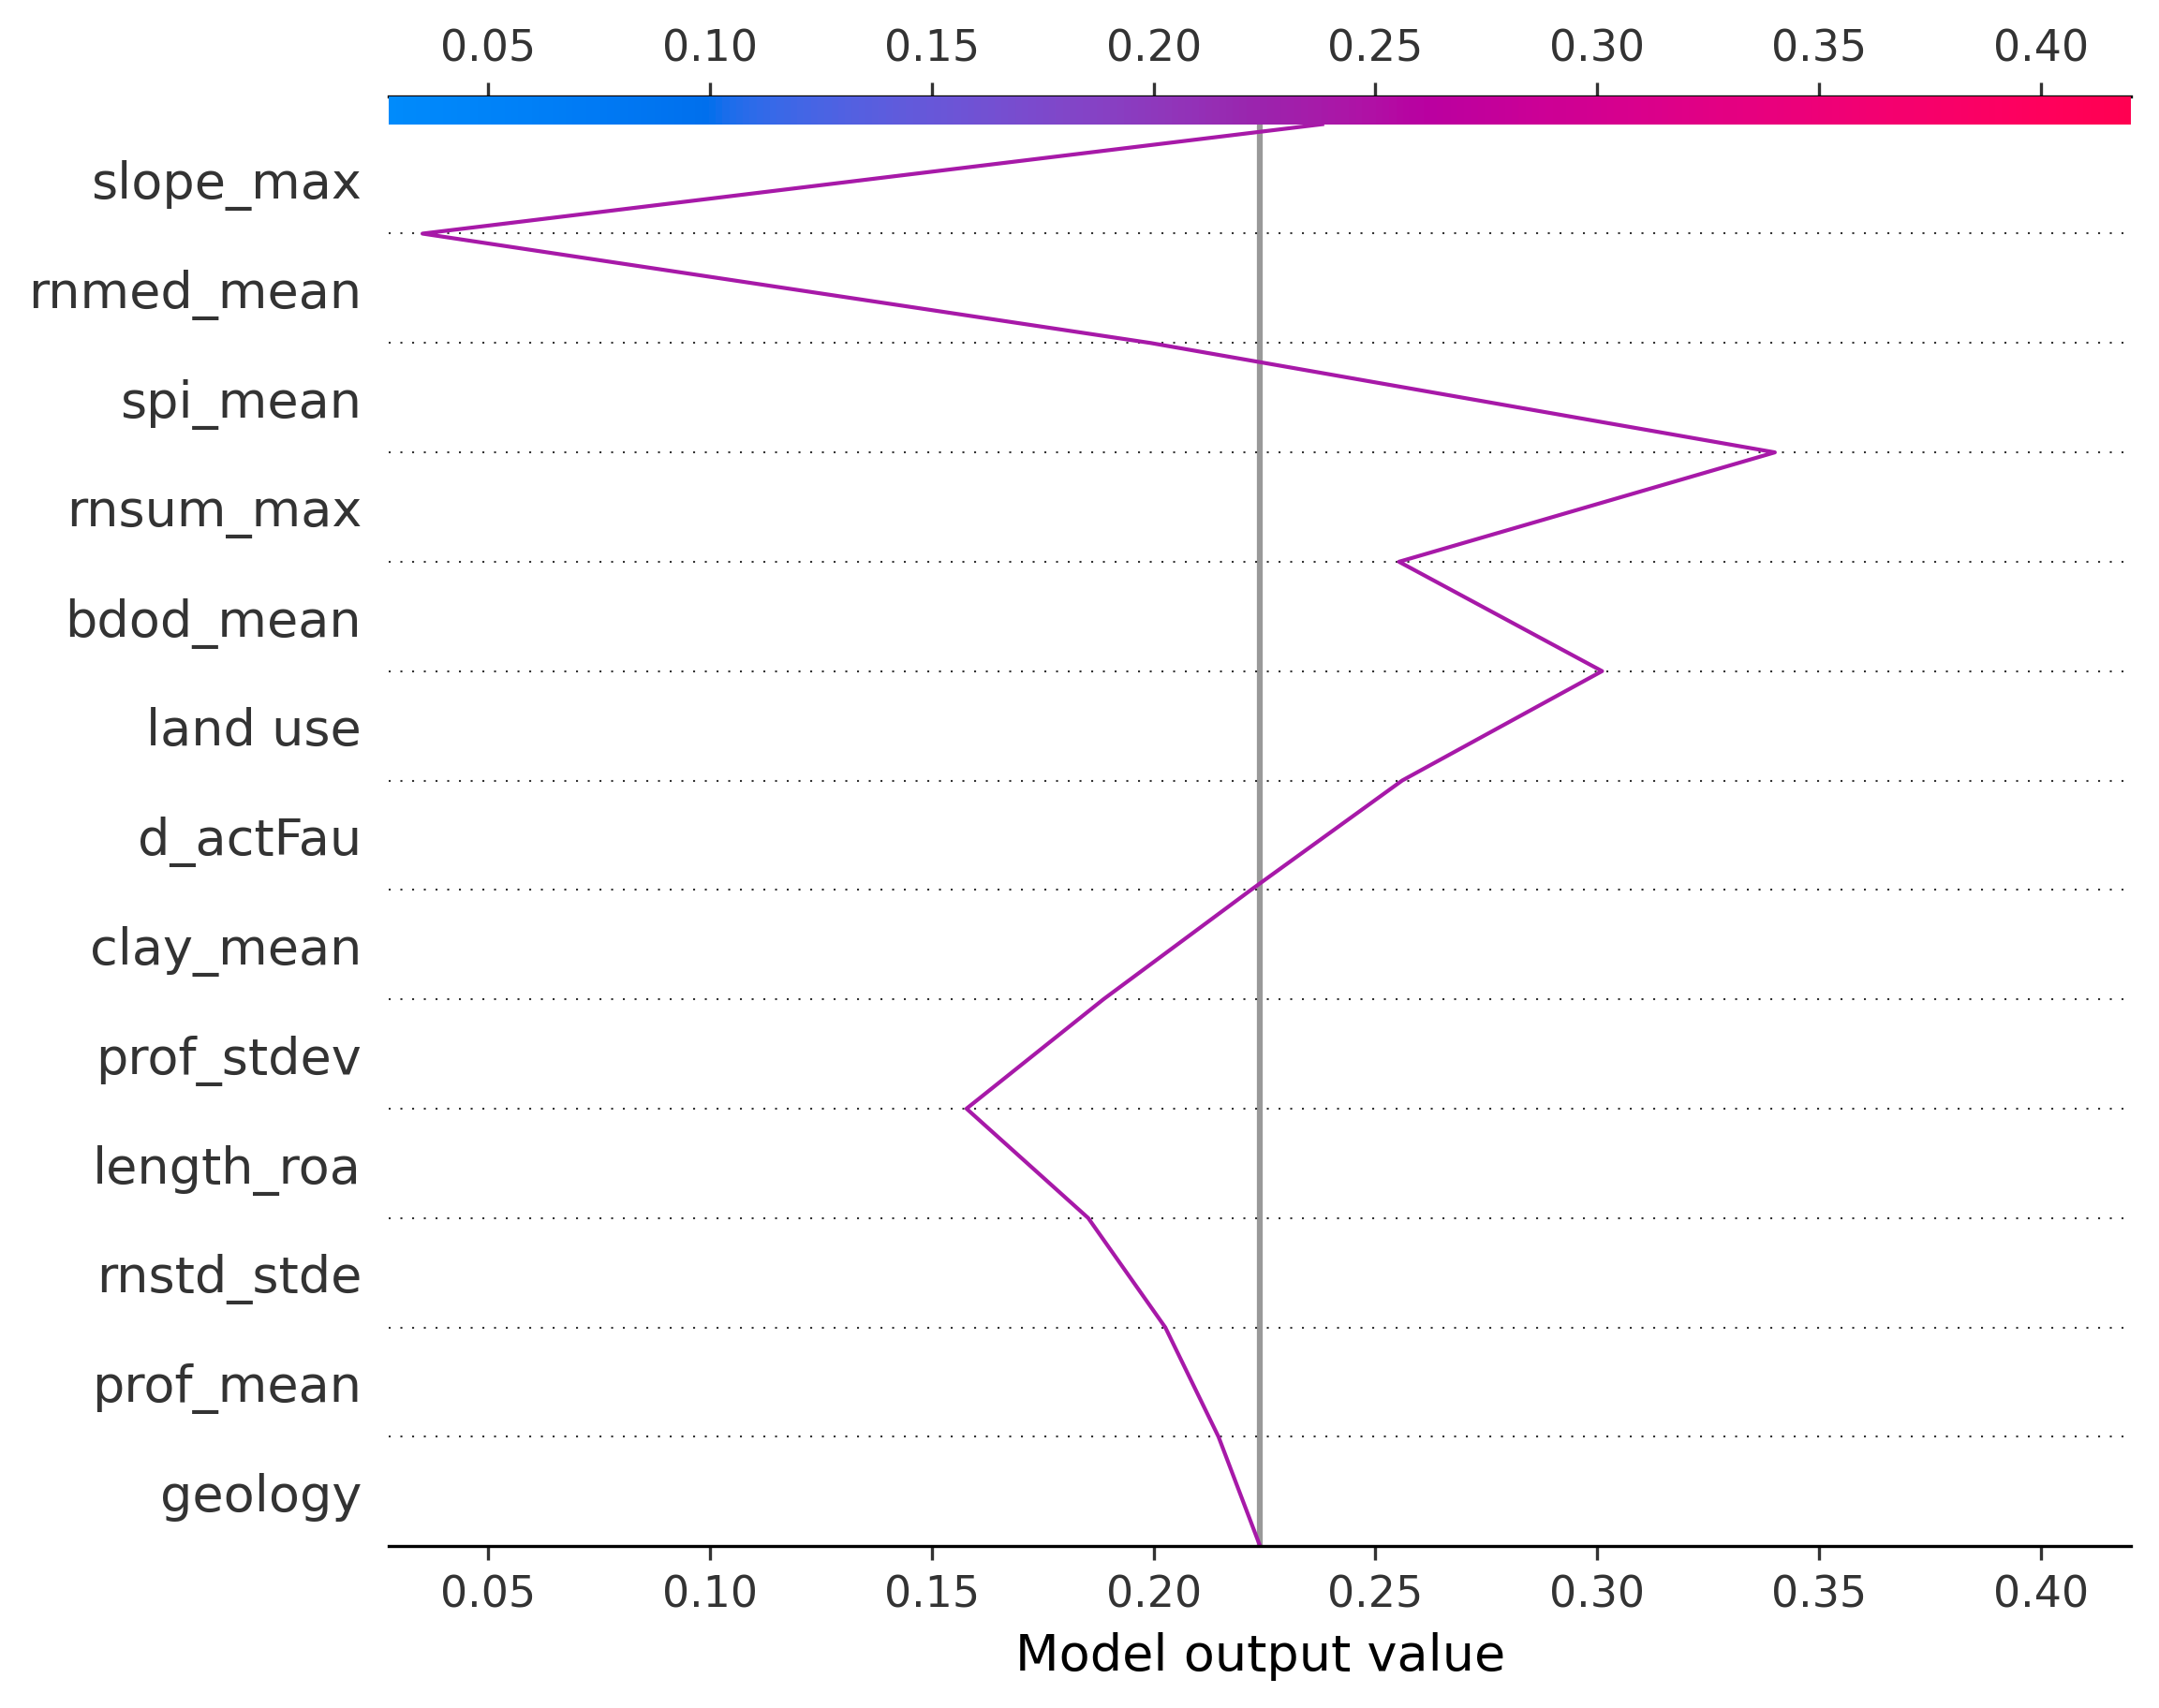 0.05 0.10 0.15 0.20 0.25 0.30 0.35 0.40
slope_max
rnmed_mean
spi_mean
rnsum_max
bdod_mean
land use
d_actFau
clay_mean
prof_stdev
length_roa
rnstd_stde
prof_mean
geology
0.05 0.10 0.15 0.20 0.25 0.30 0.35 0.40
Model output value